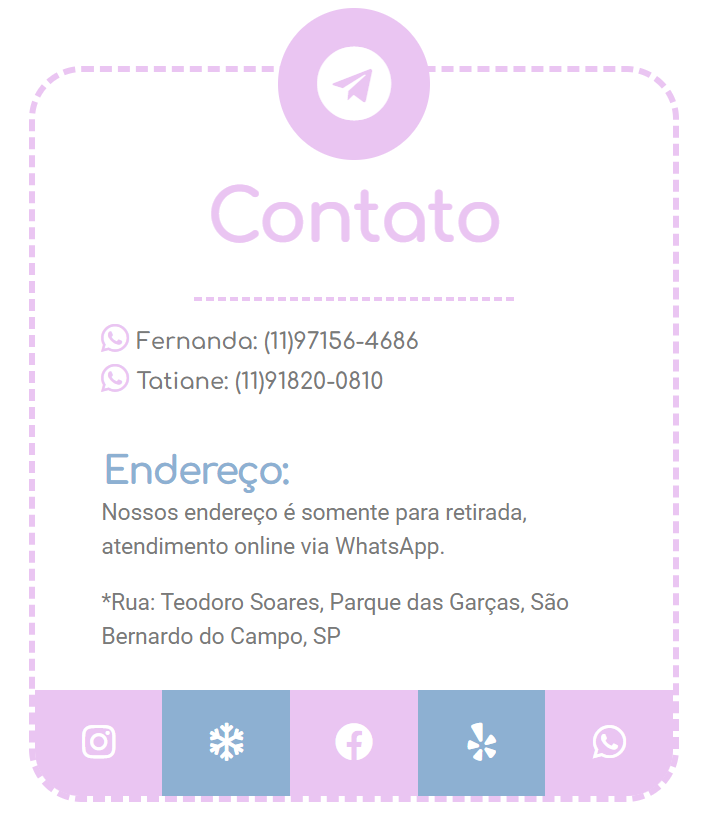 Contato
Fernanda: (11)97156-4686
Tatiane: (11)91820-0810
Endereço:
Nossos endereço é somente para retirada,
atendimento online via WhatsApp.
*Rua: Teodoro Soares, Parque das Garças, São
Bernardo do Campo, SP